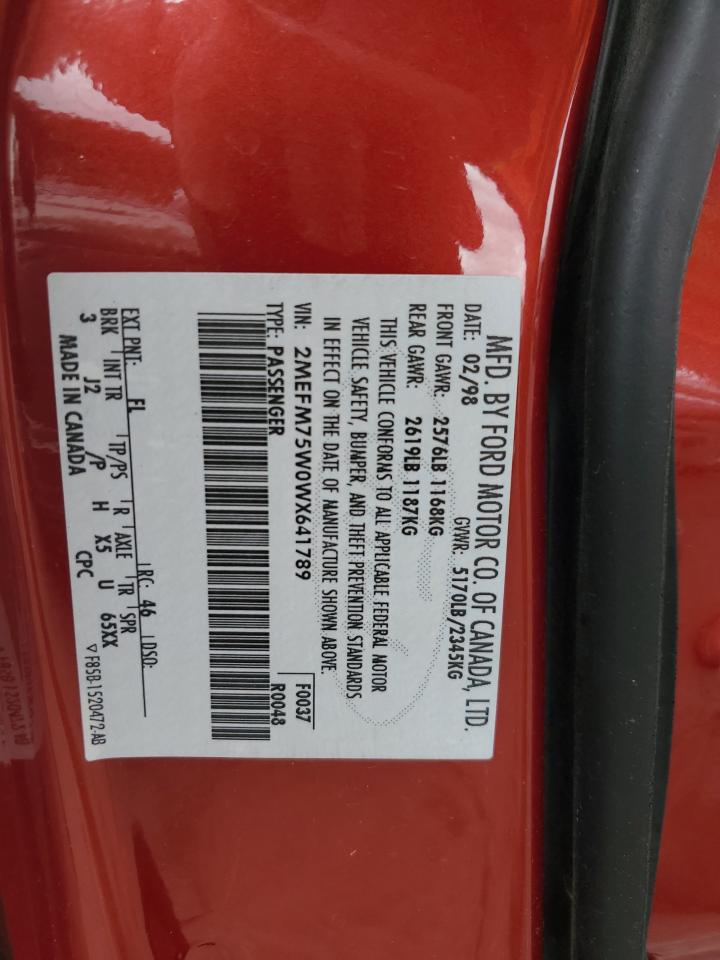 MFD. BY FORD MOTOR CO. OF CANADA, LTD.
DATE: 02/98 GVWR: 5170LB/2345KG
FRONT GAWR: 2576LB 1168KG
REAR GAWR: 2619LB 1187KG
THIS VEHICLE CONFORMS TO ALL APPLICABLE FEDERAL MOTOR
VEHICLE SAFETY, BUMPER, AND THEFT PREVENTION STANDARDS
IN EFFECT ON THE DATE OF MANUFACTURE SHOWN ABOVE.
VIN: 2MEFM75W0WX641789 F0037
TYPE: PASSENGER R0048
EXT PNT: FL RC: 46 DSO:
BRK INT TR TP/PS R AXLE TR SPR
3 J2 /P H X5 U 65XX
MADE IN CANADA CPC ▽F85B-1520472-AB